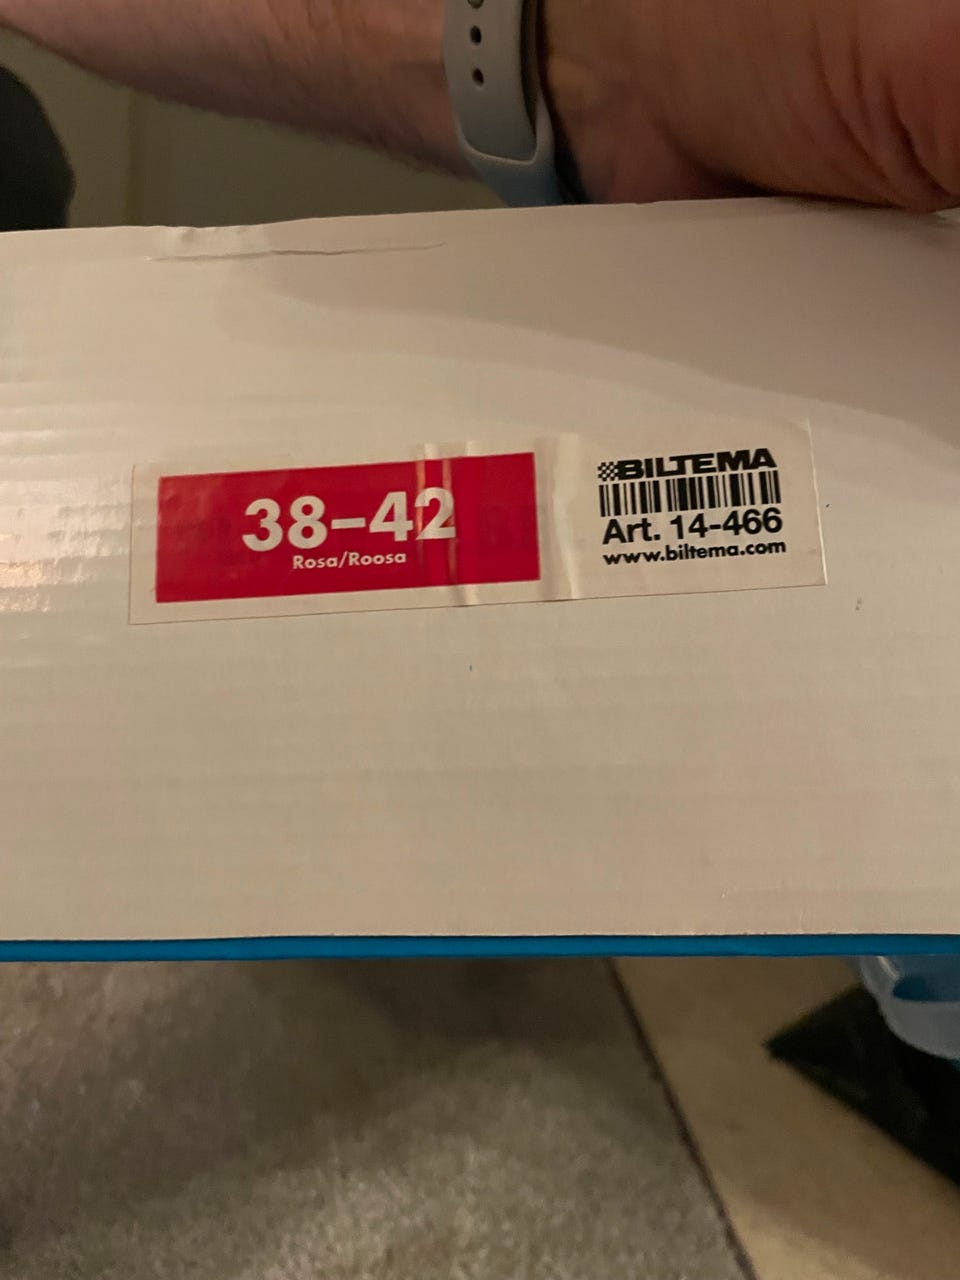 38–42
Rosa/Roosa
BILTEMA
Art. 14-466
www.biltema.com